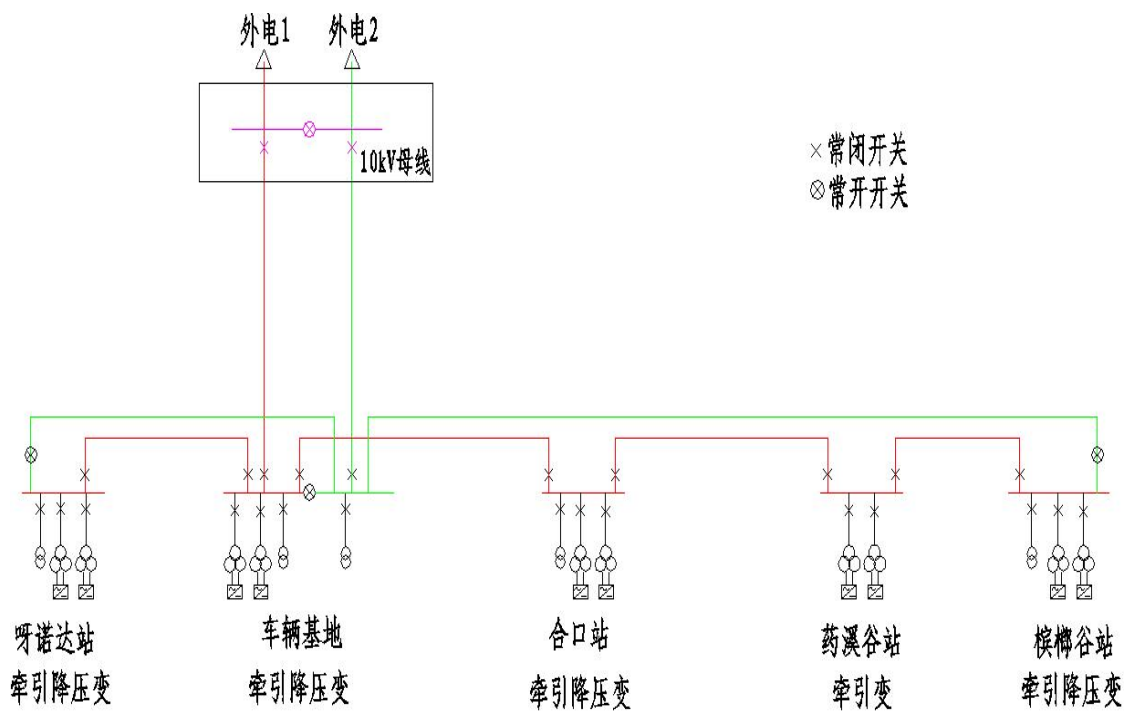 外电1 外电2
10kV母线
×常闭开关
⊗常开开关
呀诺达站 车辆基地 合口站 药溪谷站 槟榔谷站
牵引降压变 牵引降压变 牵引降压变 牵引变 牵引降压变